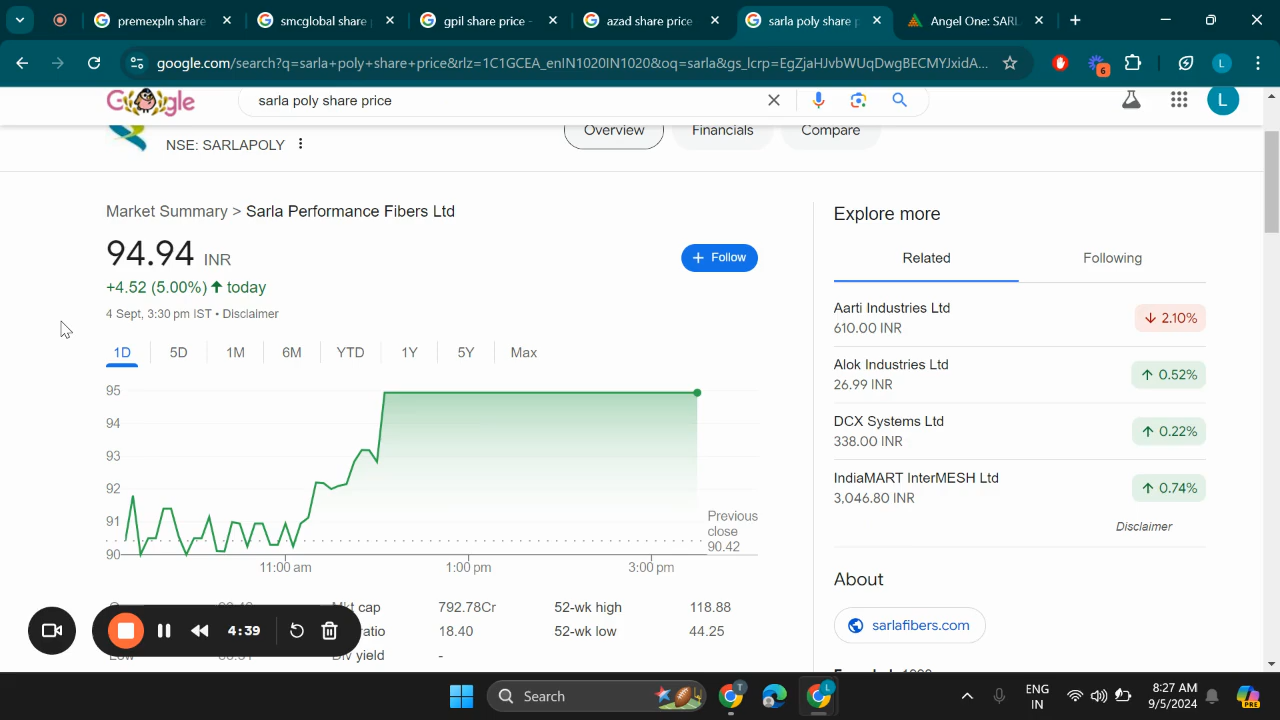 premexpln share
smcglobal share
gpil share price -
azad share price
sarla poly share p
Angel One: SARL
google.com/search?q=sarla+poly+share+price&rlz=1C1GCEA_enIN1020IN1020&oq=sarla&gs_lcrp=EgZjaHJvbWUqDwgBECMYJxidA...
6
L
Google
sarla poly share price
L
NSE: SARLAPOLY
Overview
Financials
Compare
Market Summary > Sarla Performance Fibers Ltd
94.94 INR
+ Follow
+4.52 (5.00%) ↑ today
4 Sept, 3:30 pm IST • Disclaimer
1D
5D
1M
6M
YTD
1Y
5Y
Max
95
94
93
92
91
90
Previous
close
90.42
11:00 am
1:00 pm
3:00 pm
Mkt cap
792.78Cr
52-wk high
118.88
ratio
18.40
52-wk low
44.25
Div yield
-
Explore more
Related
Following
Aarti Industries Ltd
610.00 INR
↓ 2.10%
Alok Industries Ltd
26.99 INR
↑ 0.52%
DCX Systems Ltd
338.00 INR
↑ 0.22%
IndiaMART InterMESH Ltd
3,046.80 INR
↑ 0.74%
Disclaimer
About
sarlafibers.com
4:39
Search
T
L
ENG
IN
8:27 AM
9/5/2024
PRE